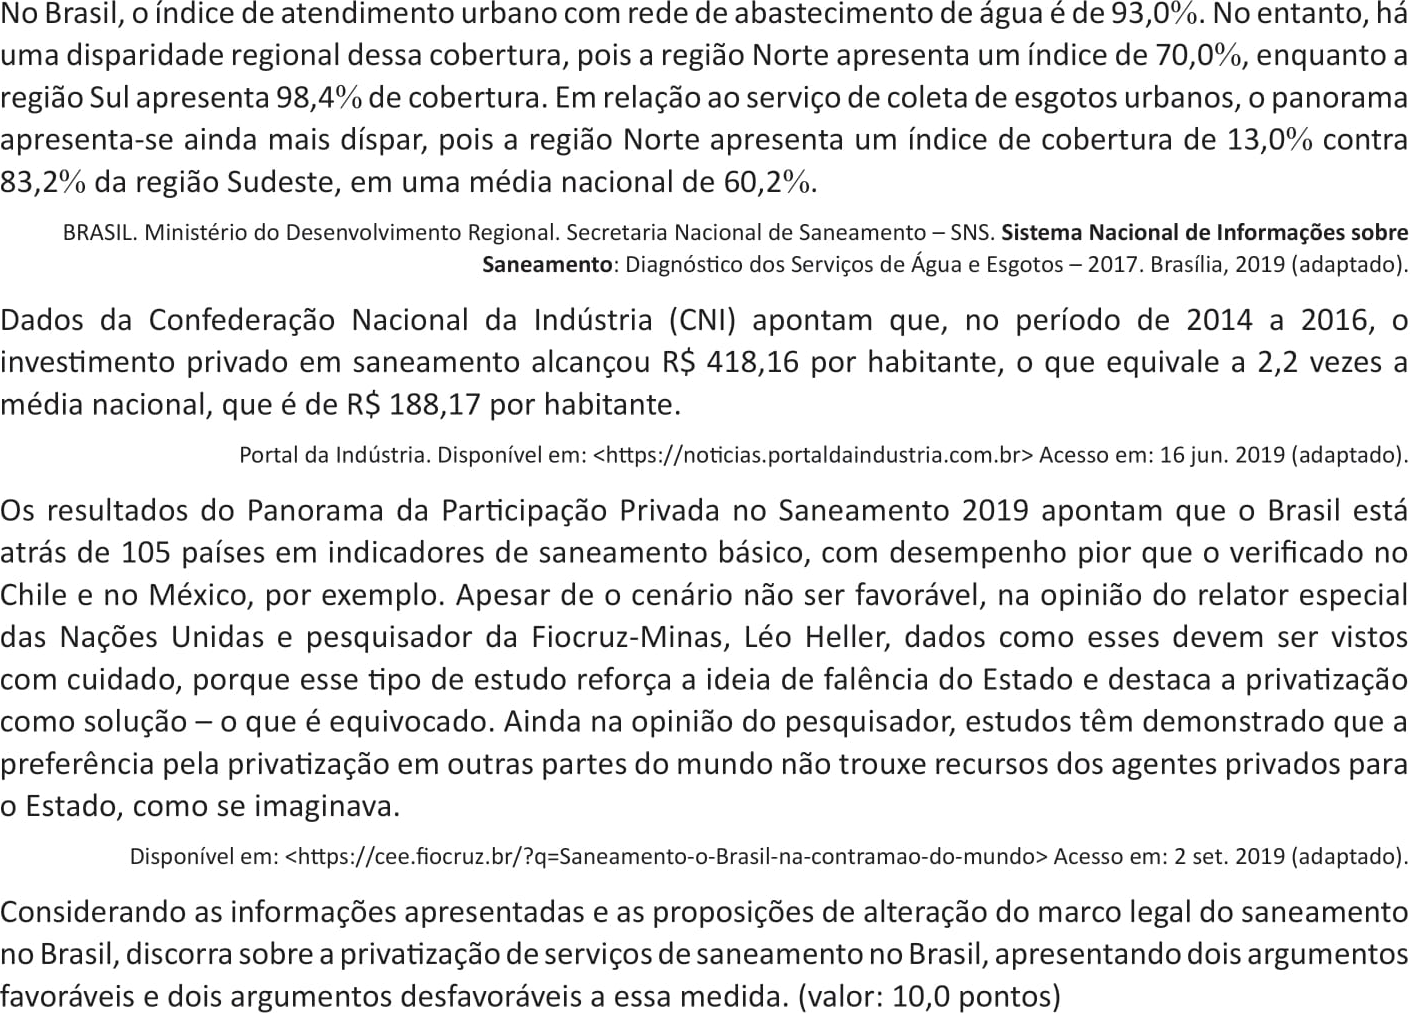 No Brasil, o índice de atendimento urbano com rede de abastecimento de água é de 93,0%. No entanto, há
uma disparidade regional dessa cobertura, pois a região Norte apresenta um índice de 70,0%, enquanto a
região Sul apresenta 98,4% de cobertura. Em relação ao serviço de coleta de esgotos urbanos, o panorama
apresenta-se ainda mais díspar, pois a região Norte apresenta um índice de cobertura de 13,0% contra
83,2% da região Sudeste, em uma média nacional de 60,2%.
BRASIL. Ministério do Desenvolvimento Regional. Secretaria Nacional de Saneamento – SNS. Sistema Nacional de Informações sobre
Saneamento: Diagnóstico dos Serviços de Água e Esgotos – 2017. Brasília, 2019 (adaptado).
Dados da Confederação Nacional da Indústria (CNI) apontam que, no período de 2014 a 2016, o
investimento privado em saneamento alcançou R$ 418,16 por habitante, o que equivale a 2,2 vezes a
média nacional, que é de R$ 188,17 por habitante.
Portal da Indústria. Disponível em: <https://noticias.portaldaindustria.com.br> Acesso em: 16 jun. 2019 (adaptado).
Os resultados do Panorama da Participação Privada no Saneamento 2019 apontam que o Brasil está
atrás de 105 países em indicadores de saneamento básico, com desempenho pior que o verificado no
Chile e no México, por exemplo. Apesar de o cenário não ser favorável, na opinião do relator especial
das Nações Unidas e pesquisador da Fiocruz-Minas, Léo Heller, dados como esses devem ser vistos
com cuidado, porque esse tipo de estudo reforça a ideia de falência do Estado e destaca a privatização
como solução – o que é equivocado. Ainda na opinião do pesquisador, estudos têm demonstrado que a
preferência pela privatização em outras partes do mundo não trouxe recursos dos agentes privados para
o Estado, como se imaginava.
Disponível em: <https://cee.fiocruz.br/?q=Saneamento-o-Brasil-na-contramao-do-mundo> Acesso em: 2 set. 2019 (adaptado).
Considerando as informações apresentadas e as proposições de alteração do marco legal do saneamento
no Brasil, discorra sobre a privatização de serviços de saneamento no Brasil, apresentando dois argumentos
favoráveis e dois argumentos desfavoráveis a essa medida. (valor: 10,0 pontos)